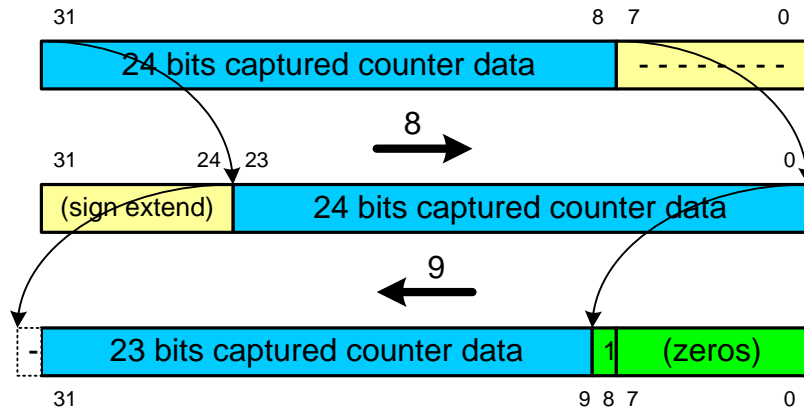 31 8 7 0
24 bits captured counter data - - - - - - - -
8
31 24 23 0
(sign extend) 24 bits captured counter data
9
- 23 bits captured counter data 1 (zeros)
31 9 8 7 0